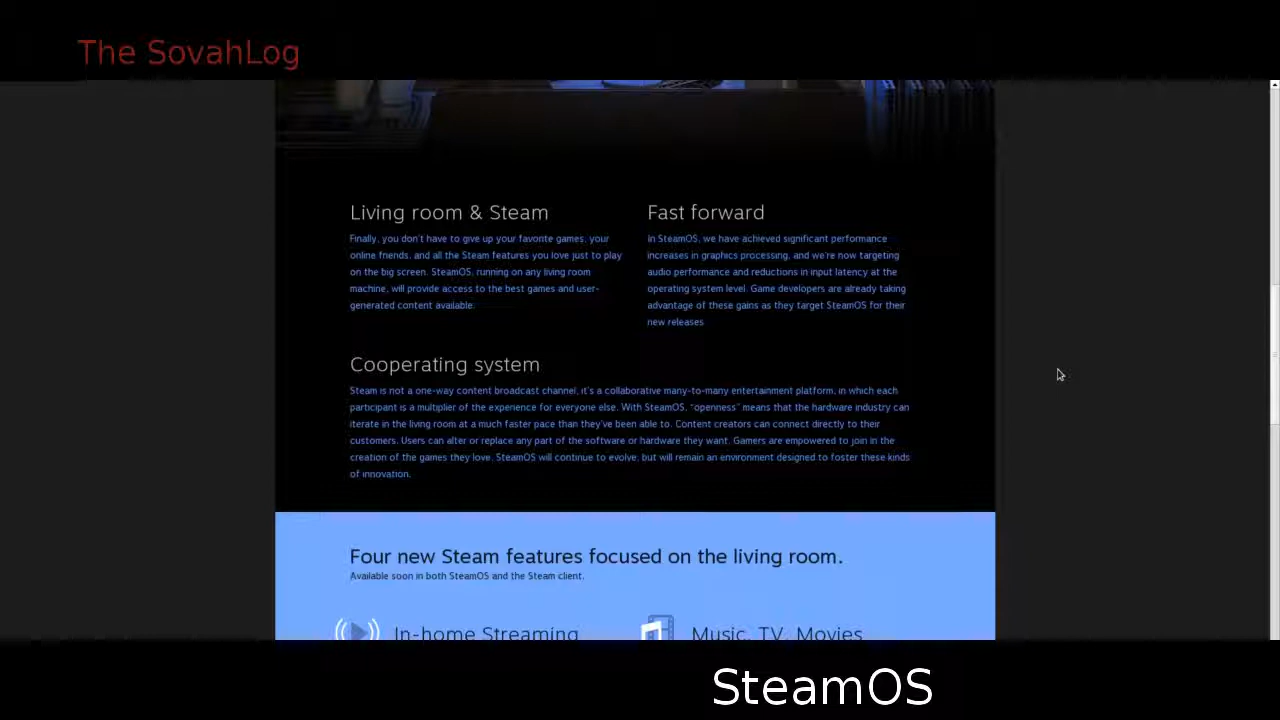 The SovahLog
Living room & Steam
Finally, you don't have to give up your favorite games, your
online friends, and all the Steam features you love just to play
on the big screen. SteamOS, running on any living room
machine, will provide access to the best games and user-
generated content available.
Fast forward
In SteamOS, we have achieved significant performance
increases in graphics processing, and we're now targeting
audio performance and reductions in input latency at the
operating system level. Game developers are already taking
advantage of these gains as they target SteamOS for their
new releases.
Cooperating system
Steam is not a one-way content broadcast channel, it's a collaborative many-to-many entertainment platform, in which each
participant is a multiplier of the experience for everyone else. With SteamOS, "openness" means that the hardware industry can
iterate in the living room at a much faster pace than they've been able to. Content creators can connect directly to their
customers. Users can alter or replace any part of the software or hardware they want. Gamers are empowered to join in the
creation of the games they love. SteamOS will continue to evolve, but will remain an environment designed to foster these kinds
of innovation.
Four new Steam features focused on the living room.
Available soon in both SteamOS and the Steam client.
In-home Streaming
Music, TV, Movies
SteamOS